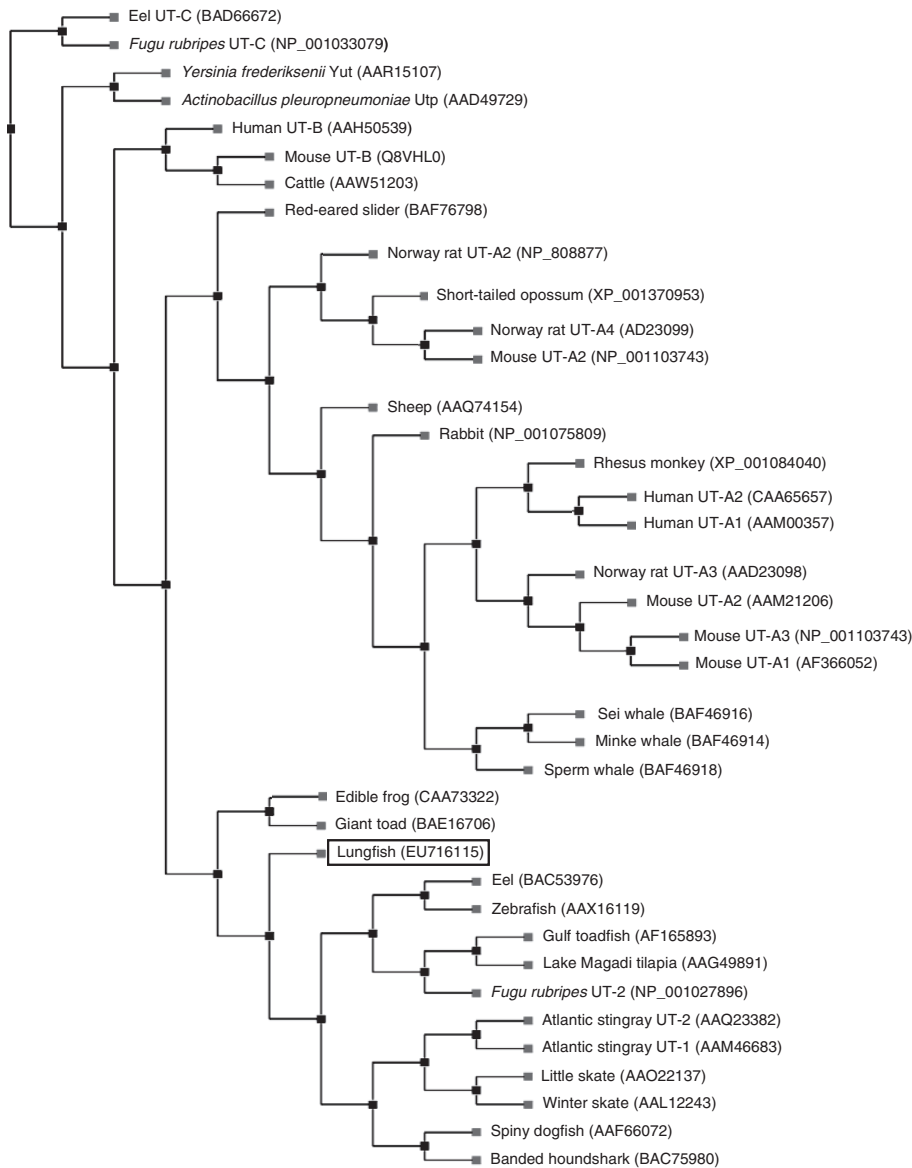 Eel UT-C (BAD66672)
Fugu rubripes UT-C (NP_001033079)
Yersinia frederiksenii Yut (AAR15107)
Actinobacillus pleuropneumoniae Utp (AAD49729)
Human UT-B (AAH50539)
Mouse UT-B (Q8VHL0)
Cattle (AAW51203)
Red-eared slider (BAF76798)
Norway rat UT-A2 (NP_808877)
Short-tailed opossum (XP_001370953)
Norway rat UT-A4 (AD23099)
Mouse UT-A2 (NP_001103743)
Sheep (AAQ74154)
Rabbit (NP_001075809)
Rhesus monkey (XP_001084040)
Human UT-A2 (CAA65657)
Human UT-A1 (AAM00357)
Norway rat UT-A3 (AAD23098)
Mouse UT-A2 (AAM21206)
Mouse UT-A3 (NP_001103743)
Mouse UT-A1 (AF366052)
Sei whale (BAF46916)
Minke whale (BAF46914)
Sperm whale (BAF46918)
Edible frog (CAA73322)
Giant toad (BAE16706)
Lungfish (EU716115)
Eel (BAC53976)
Zebrafish (AAX16119)
Gulf toadfish (AF165893)
Lake Magadi tilapia (AAG49891)
Fugu rubripes UT-2 (NP_001027896)
Atlantic stingray UT-2 (AAQ23382)
Atlantic stingray UT-1 (AAM46683)
Little skate (AAO22137)
Winter skate (AAL12243)
Spiny dogfish (AAF66072)
Banded houndshark (BAC75980)